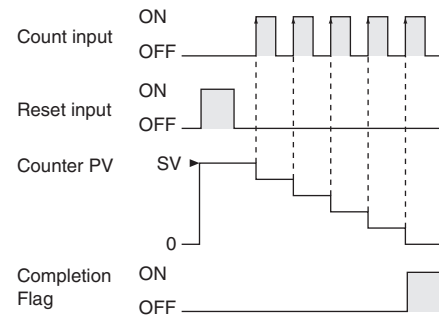 Count input
ON
OFF
Reset input
ON
OFF
Counter PV
SV
0
Completion
Flag
ON
OFF